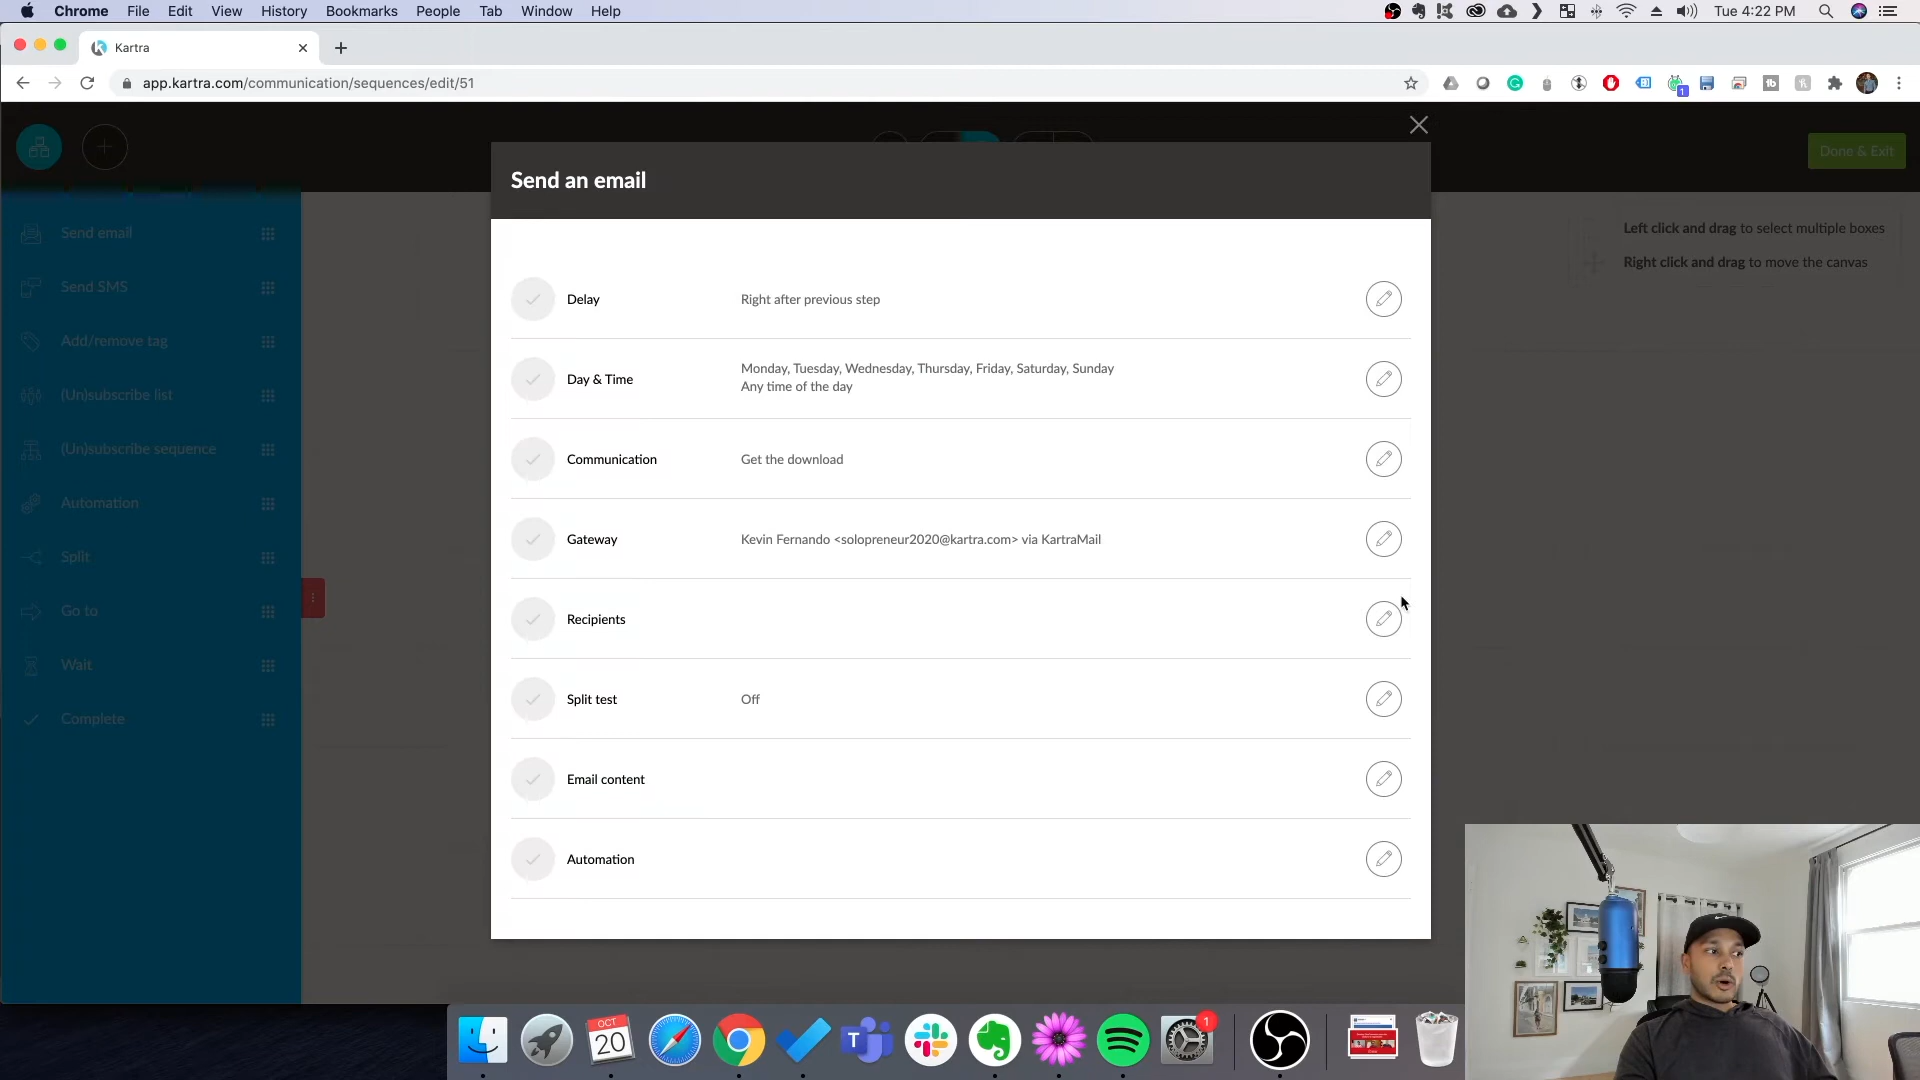 Chrome File Edit View History Bookmarks People Tab Window Help
Tue 4:22 PM
Kartra
app.kartra.com/communication/sequences/edit/51
1
Done & Exit
Send an email
Left click and drag to select multiple boxes
Right click and drag to move the canvas
Send email
Send SMS
Add/remove tag
(Un)subscribe list
(Un)subscribe sequence
Automation
Split
Go to
Wait
Complete
Delay
Right after previous step
Day & Time
Monday, Tuesday, Wednesday, Thursday, Friday, Saturday, Sunday
Any time of the day
Communication
Get the download
Gateway
Kevin Fernando <solopreneur2020@kartra.com> via KartraMail
Recipients
Split test
Off
Email content
Automation
OCT
20
T
1